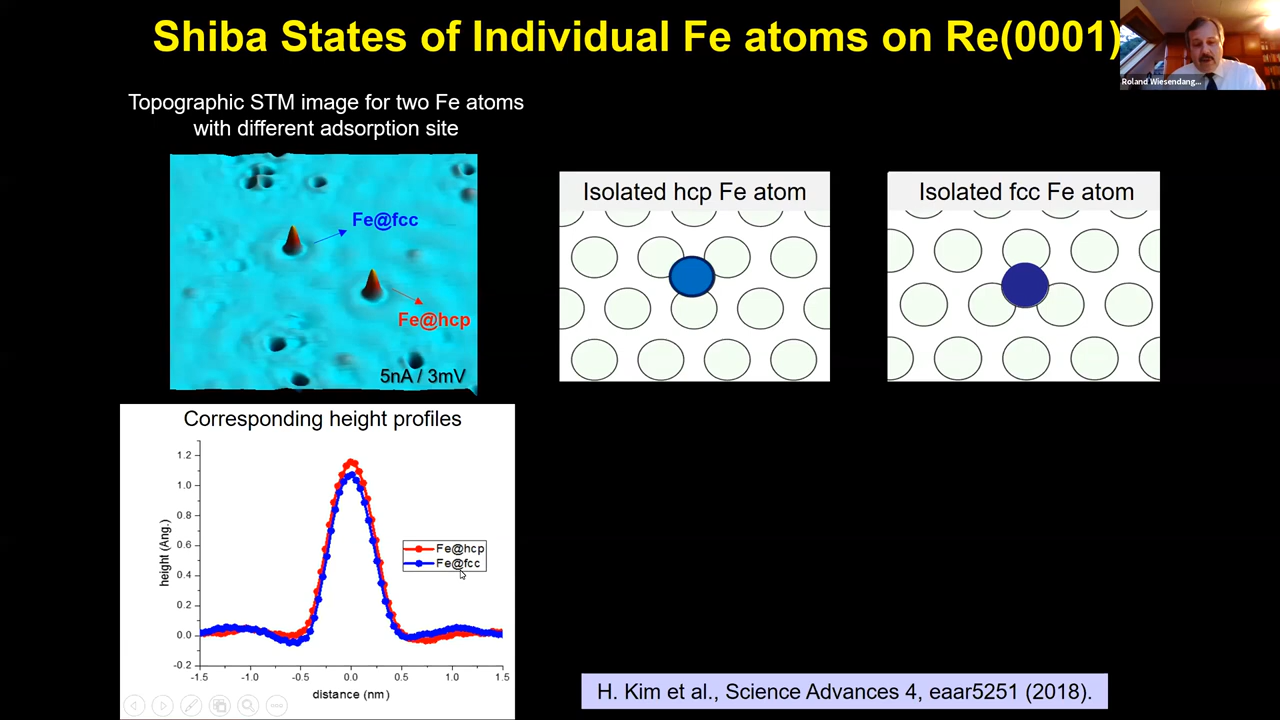 Shiba States of Individual Fe atoms on Re(0001)
Roland Wiesendang...
Topographic STM image for two Fe atoms
with different adsorption site
Fe@fcc
Fe@hcp
5nA / 3mV
Isolated hcp Fe atom
Isolated fcc Fe atom
Corresponding height profiles
height (Ang.)
1.2
1.0
0.8
0.6
0.4
0.2
0.0
-0.2
Fe@hcp
Fe@fcc
-1.5 -1.0 -0.5 0.0 0.5 1.0 1.5
distance (nm)
H. Kim et al., Science Advances 4, eaar5251 (2018).